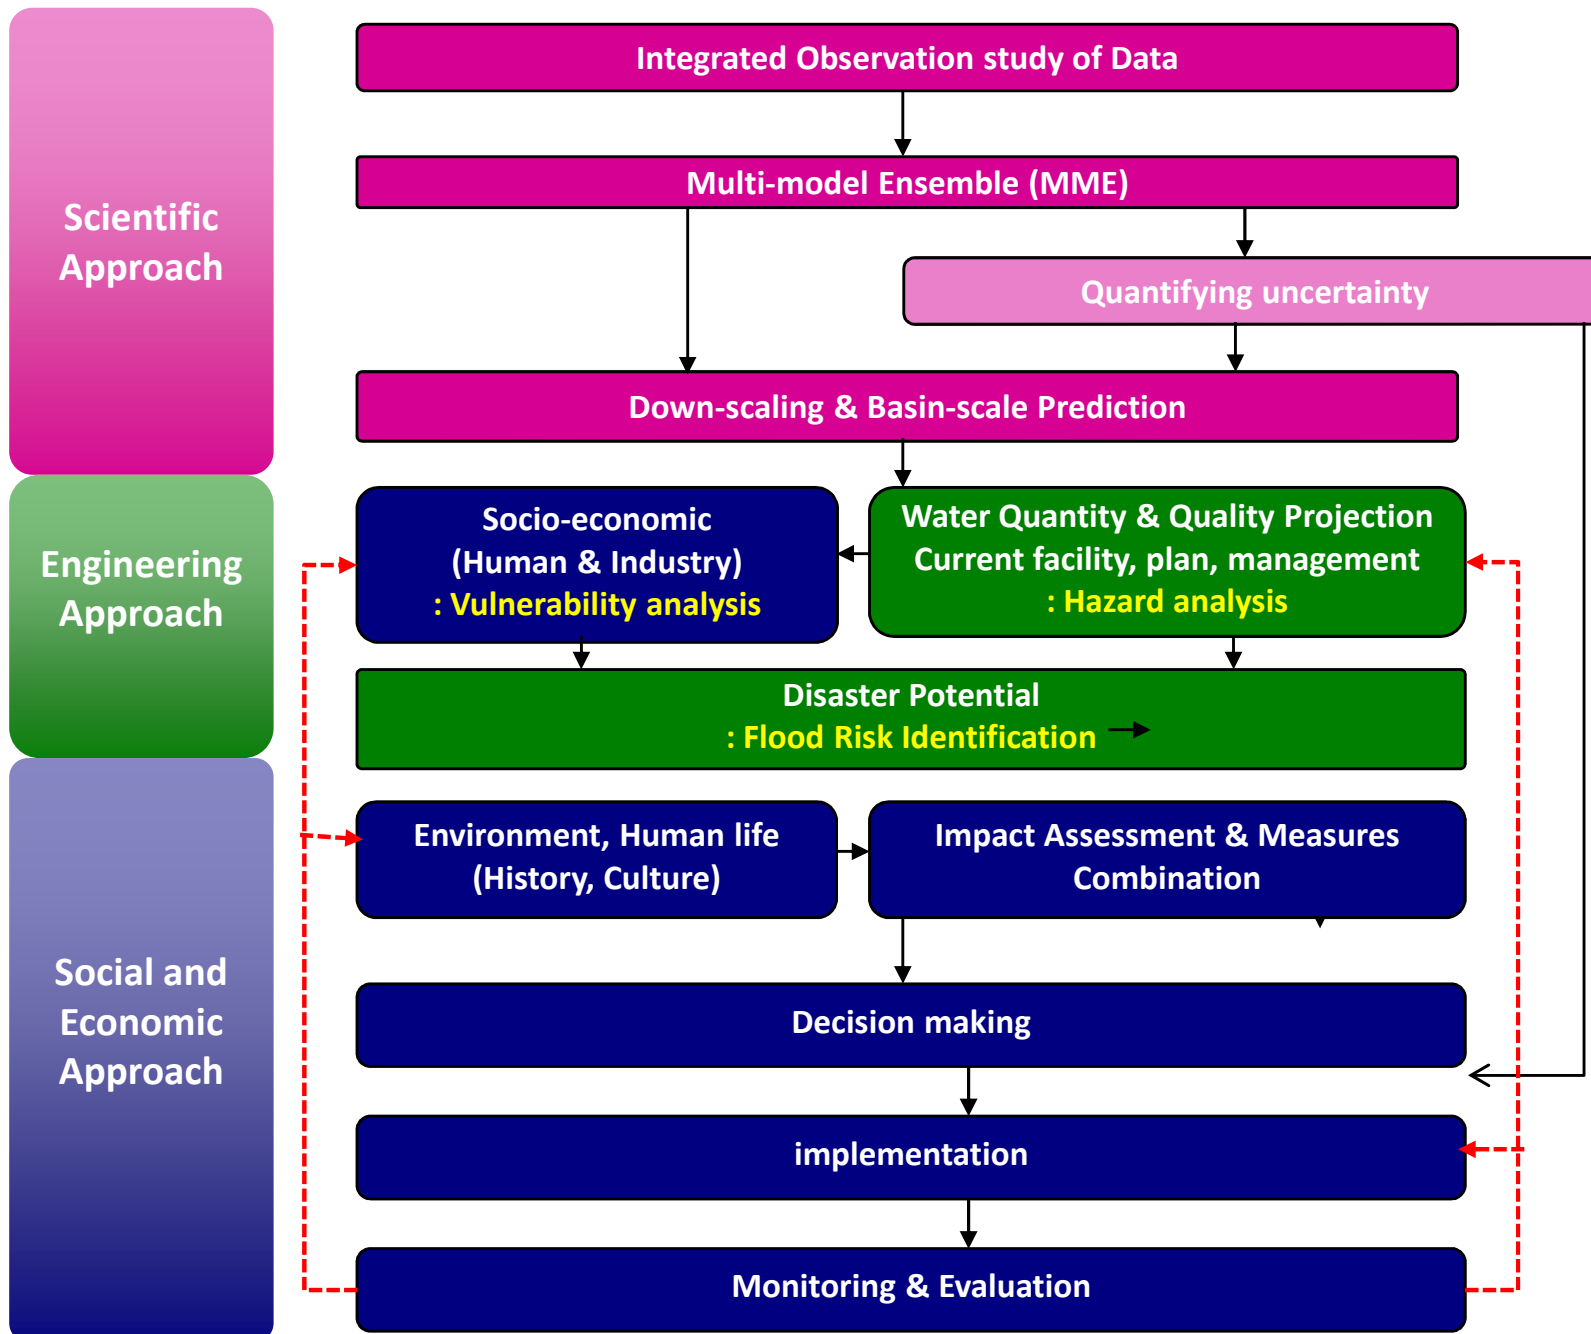 Scientific
Approach
Integrated Observation study of Data
Multi-model Ensemble (MME)
Quantifying uncertainty
Down-scaling & Basin-scale Prediction
Engineering
Approach
Socio-economic
(Human & Industry)
: Vulnerability analysis
Water Quantity & Quality Projection
Current facility, plan, management
: Hazard analysis
Disaster Potential
: Flood Risk Identification
Social and
Economic
Approach
Environment, Human life
(History, Culture)
Impact Assessment & Measures
Combination
Decision making
implementation
Monitoring & Evaluation